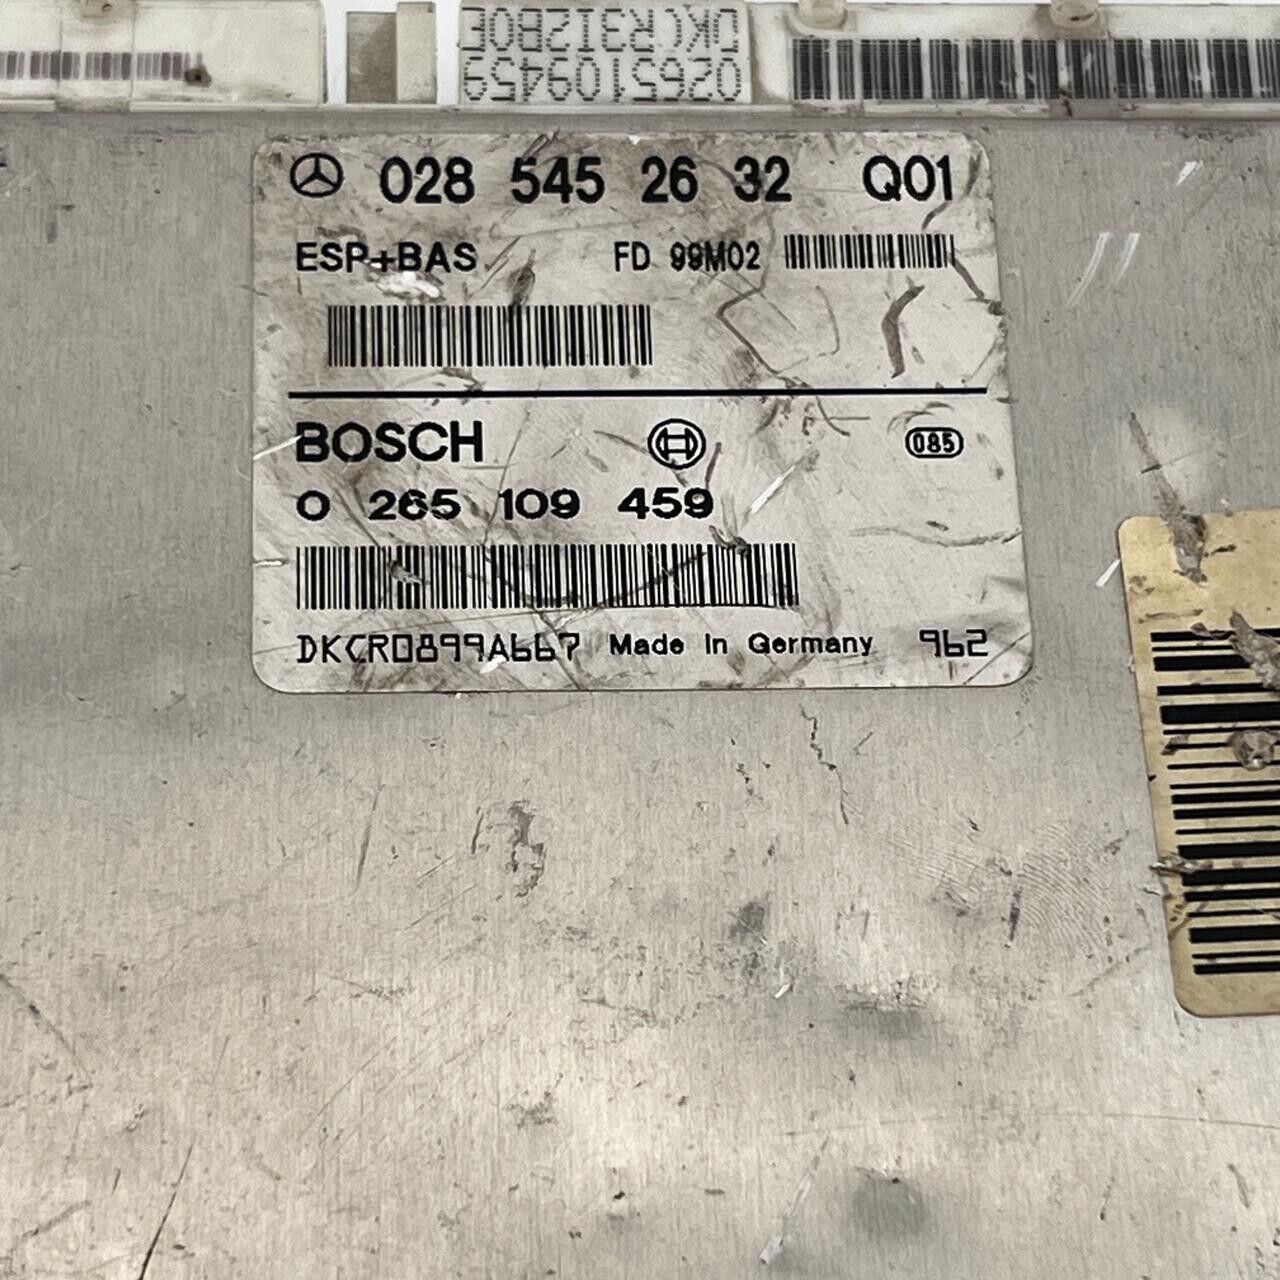 DKCR3I2B0E
0265109459
028 545 26 32 Q01
ESP+BAS FD 99M02
BOSCH 085
0 265 109 459
DKCR0899A667 Made In Germany 962